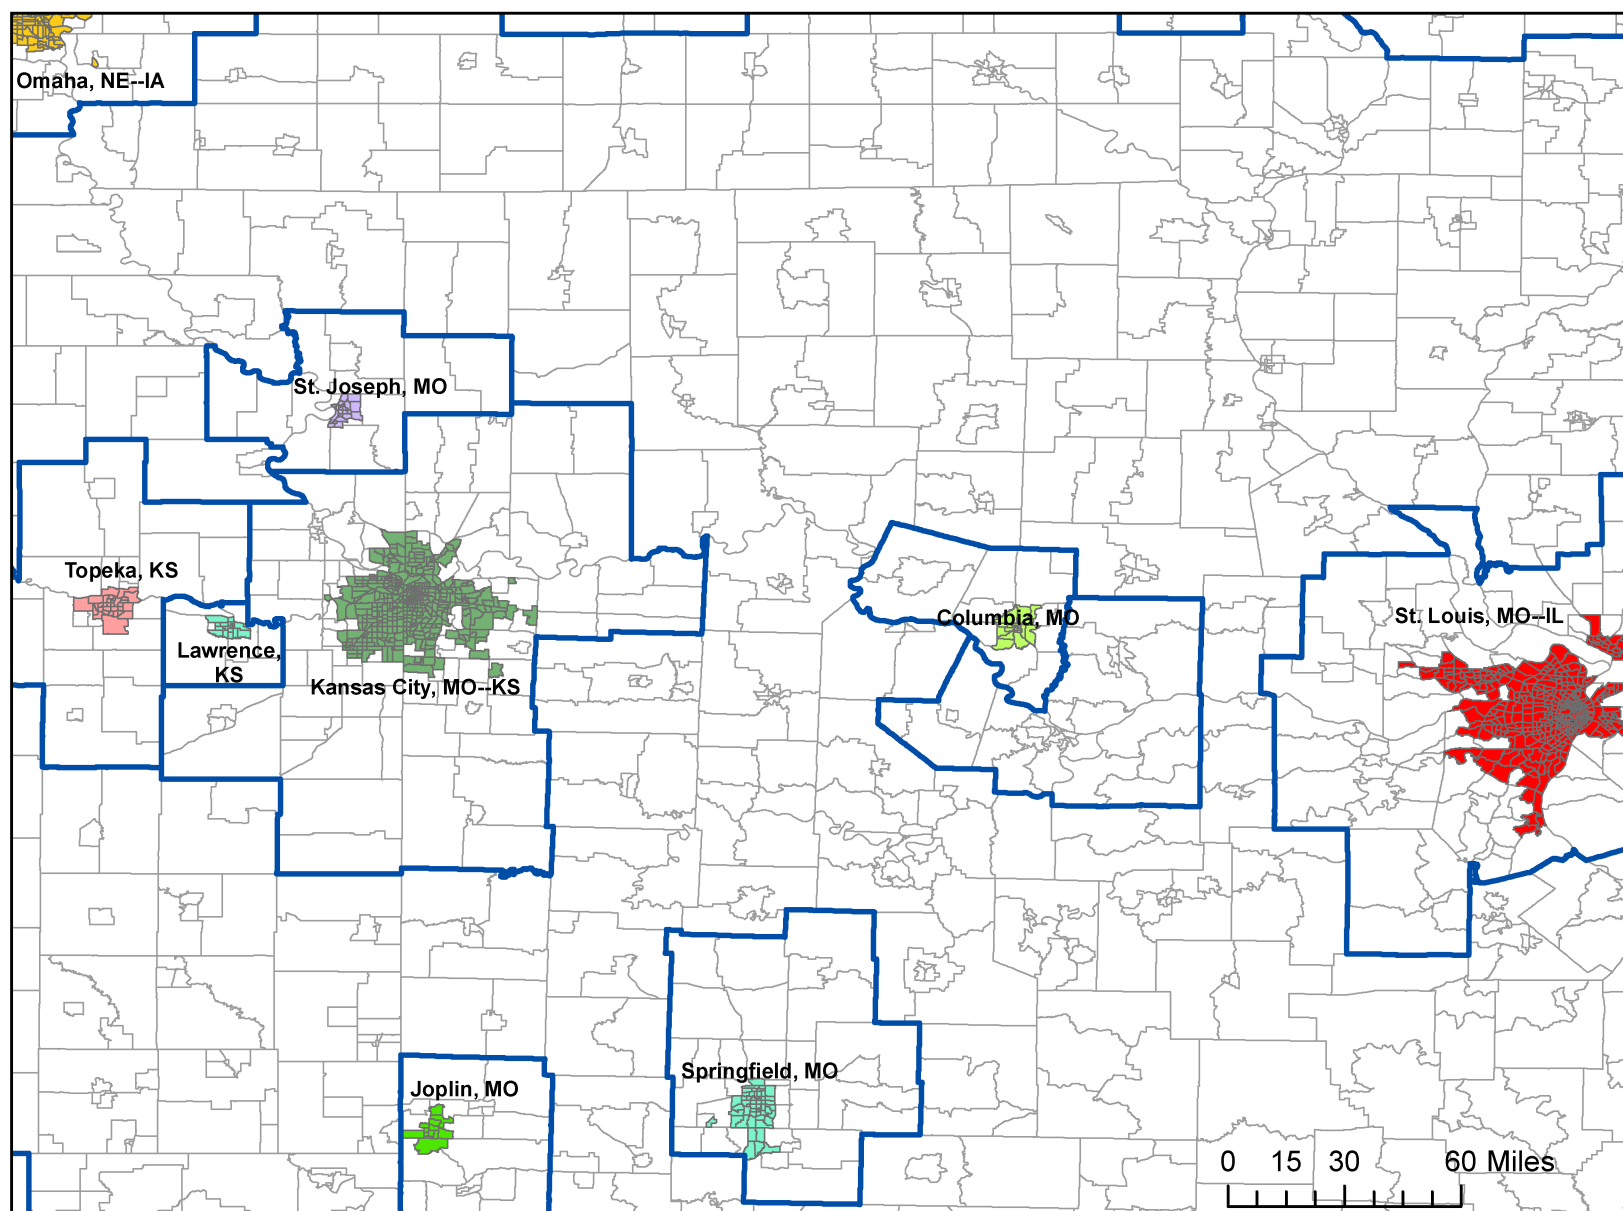 Omaha, NE--IA
St. Joseph, MO
Topeka, KS
Columbia, MO
St. Louis, MO--IL
Lawrence,
KS
Kansas City, MO--KS
Springfield, MO
Joplin, MO
0 15 30 60 Miles